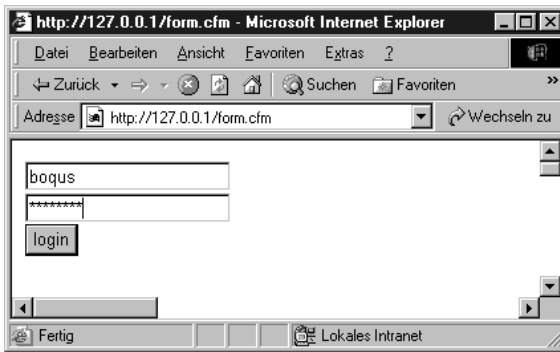 http://127.0.0.1/form.cfm - Microsoft Internet Explorer
Datei Bearbeiten Ansicht Favoriten Extras ?
Zurück Suchen Favoriten »
Adresse http://127.0.0.1/form.cfm Wechseln zu
boqus
********
login
Fertig Lokales Intranet